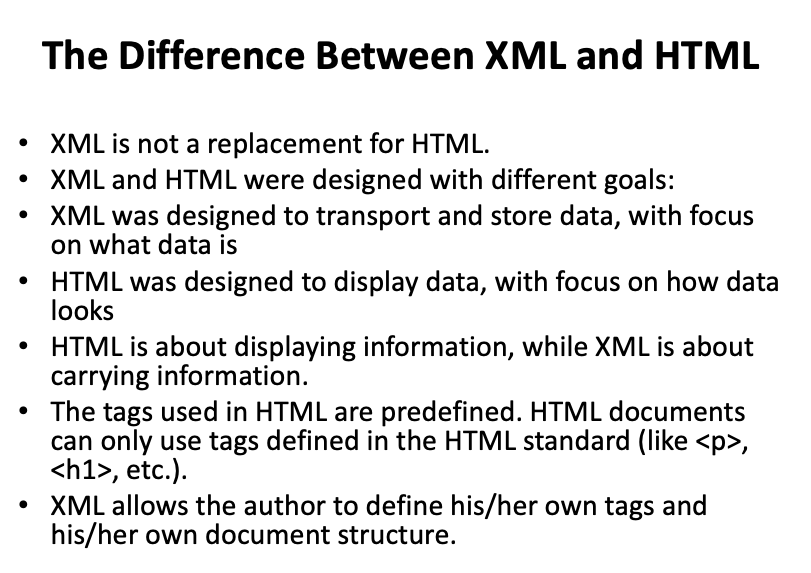 The Difference Between XML and HTML
• XML is not a replacement for HTML.
• XML and HTML were designed with different goals:
• XML was designed to transport and store data, with focus
on what data is
• HTML was designed to display data, with focus on how data
looks
• HTML is about displaying information, while XML is about
carrying information.
• The tags used in HTML are predefined. HTML documents
can only use tags defined in the HTML standard (like <p>,
<h1>, etc.).
• XML allows the author to define his/her own tags and
his/her own document structure.